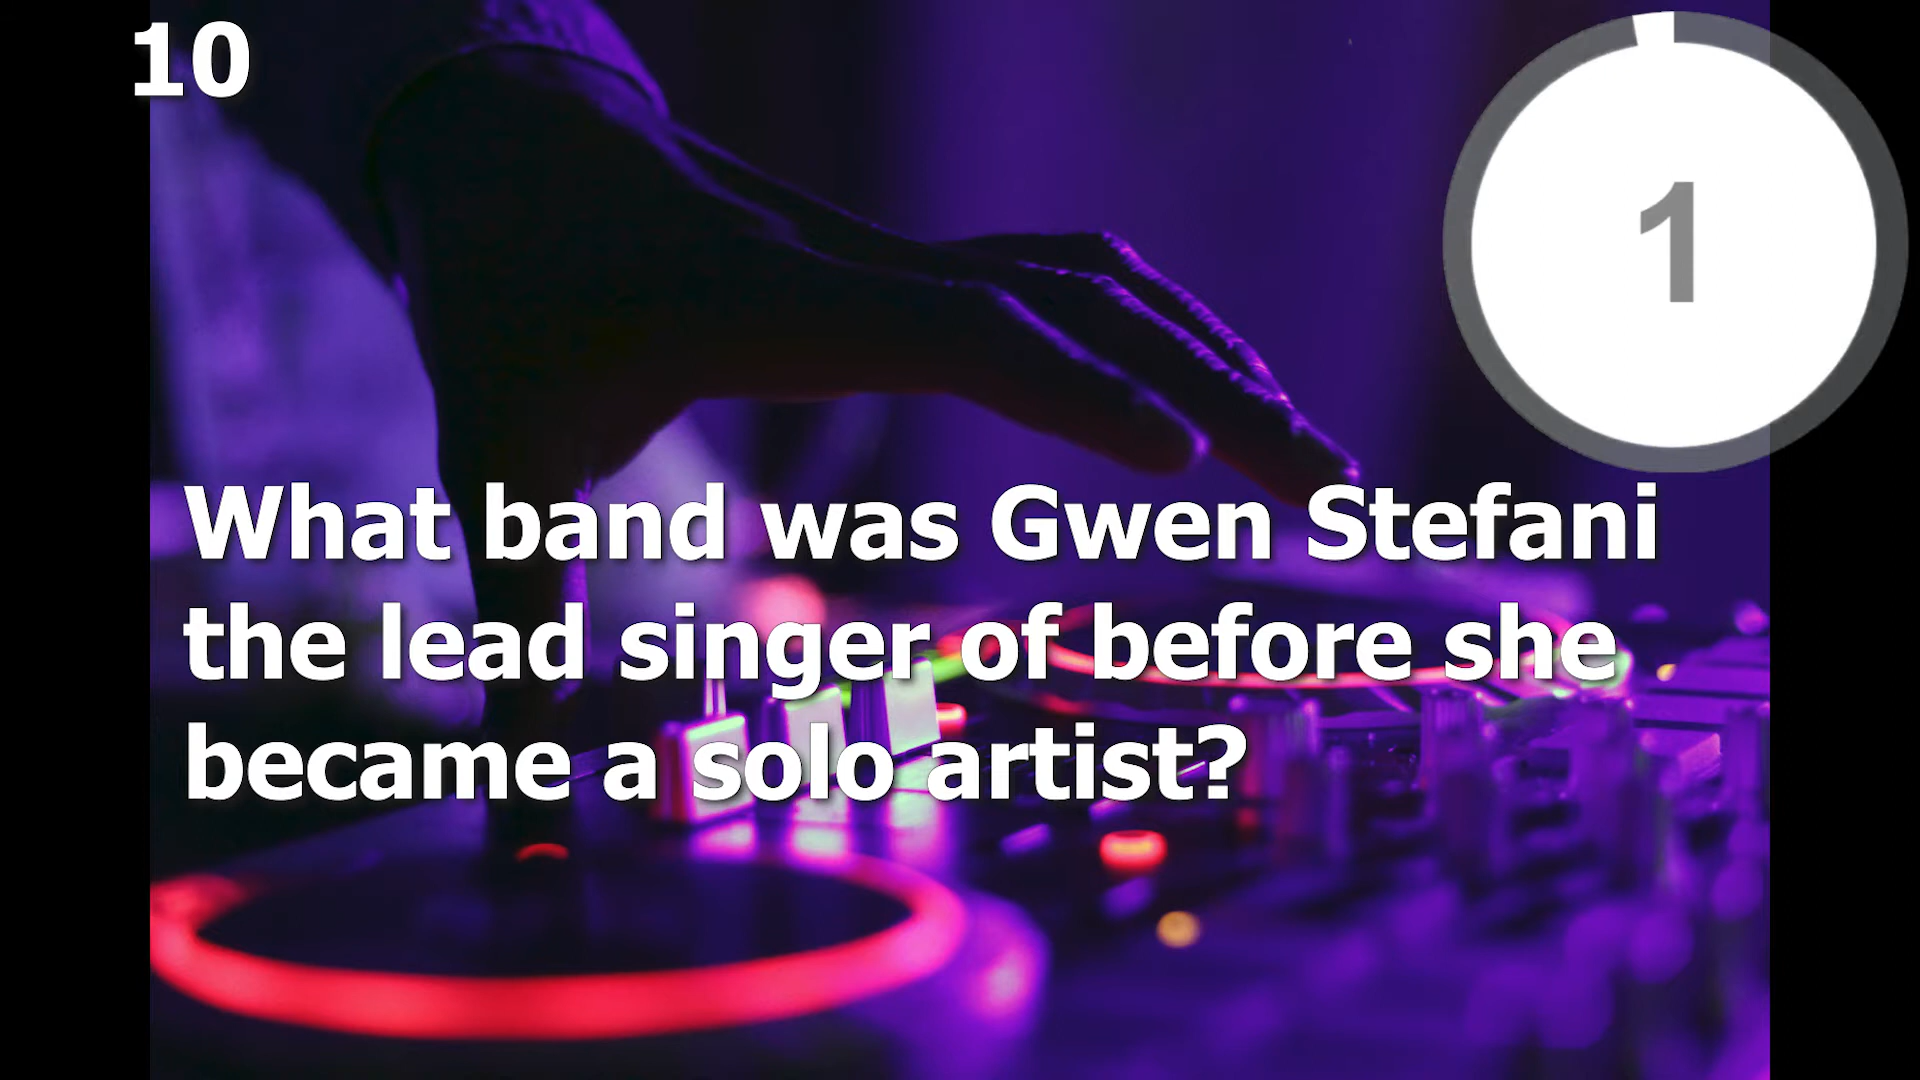 10
1
What band was Gwen Stefani
the lead singer of before she
became a solo artist?